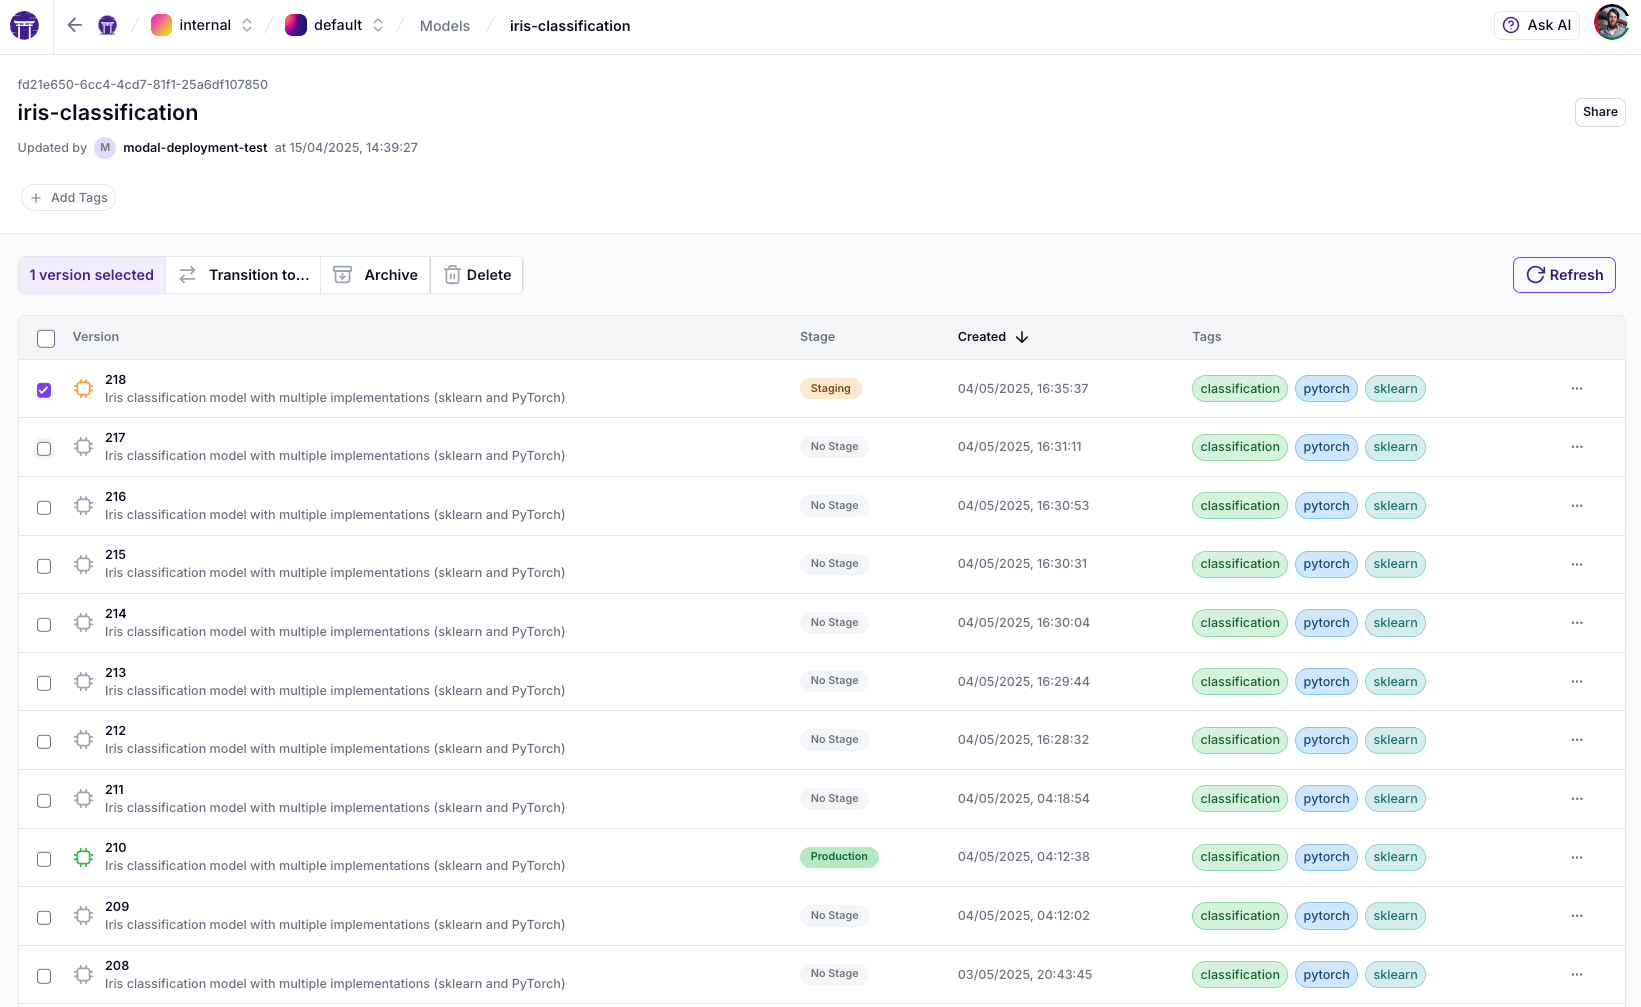 internal / default / Models / iris-classification
Ask AI
fd21e650-6cc4-4cd7-81f1-25a6df107850
iris-classification
Share
Updated by M modal-deployment-test at 15/04/2025, 14:39:27
+ Add Tags
1 version selected Transition to... Archive Delete Refresh
Version Stage Created ↓ Tags
218
Iris classification model with multiple implementations (sklearn and PyTorch)
Staging 04/05/2025, 16:35:37 classification pytorch sklearn ...
217
Iris classification model with multiple implementations (sklearn and PyTorch)
No Stage 04/05/2025, 16:31:11 classification pytorch sklearn ...
216
Iris classification model with multiple implementations (sklearn and PyTorch)
No Stage 04/05/2025, 16:30:53 classification pytorch sklearn ...
215
Iris classification model with multiple implementations (sklearn and PyTorch)
No Stage 04/05/2025, 16:30:31 classification pytorch sklearn ...
214
Iris classification model with multiple implementations (sklearn and PyTorch)
No Stage 04/05/2025, 16:30:04 classification pytorch sklearn ...
213
Iris classification model with multiple implementations (sklearn and PyTorch)
No Stage 04/05/2025, 16:29:44 classification pytorch sklearn ...
212
Iris classification model with multiple implementations (sklearn and PyTorch)
No Stage 04/05/2025, 16:28:32 classification pytorch sklearn ...
211
Iris classification model with multiple implementations (sklearn and PyTorch)
No Stage 04/05/2025, 04:18:54 classification pytorch sklearn ...
210
Iris classification model with multiple implementations (sklearn and PyTorch)
Production 04/05/2025, 04:12:38 classification pytorch sklearn ...
209
Iris classification model with multiple implementations (sklearn and PyTorch)
No Stage 04/05/2025, 04:12:02 classification pytorch sklearn ...
208
Iris classification model with multiple implementations (sklearn and PyTorch)
No Stage 03/05/2025, 20:43:45 classification pytorch sklearn ...